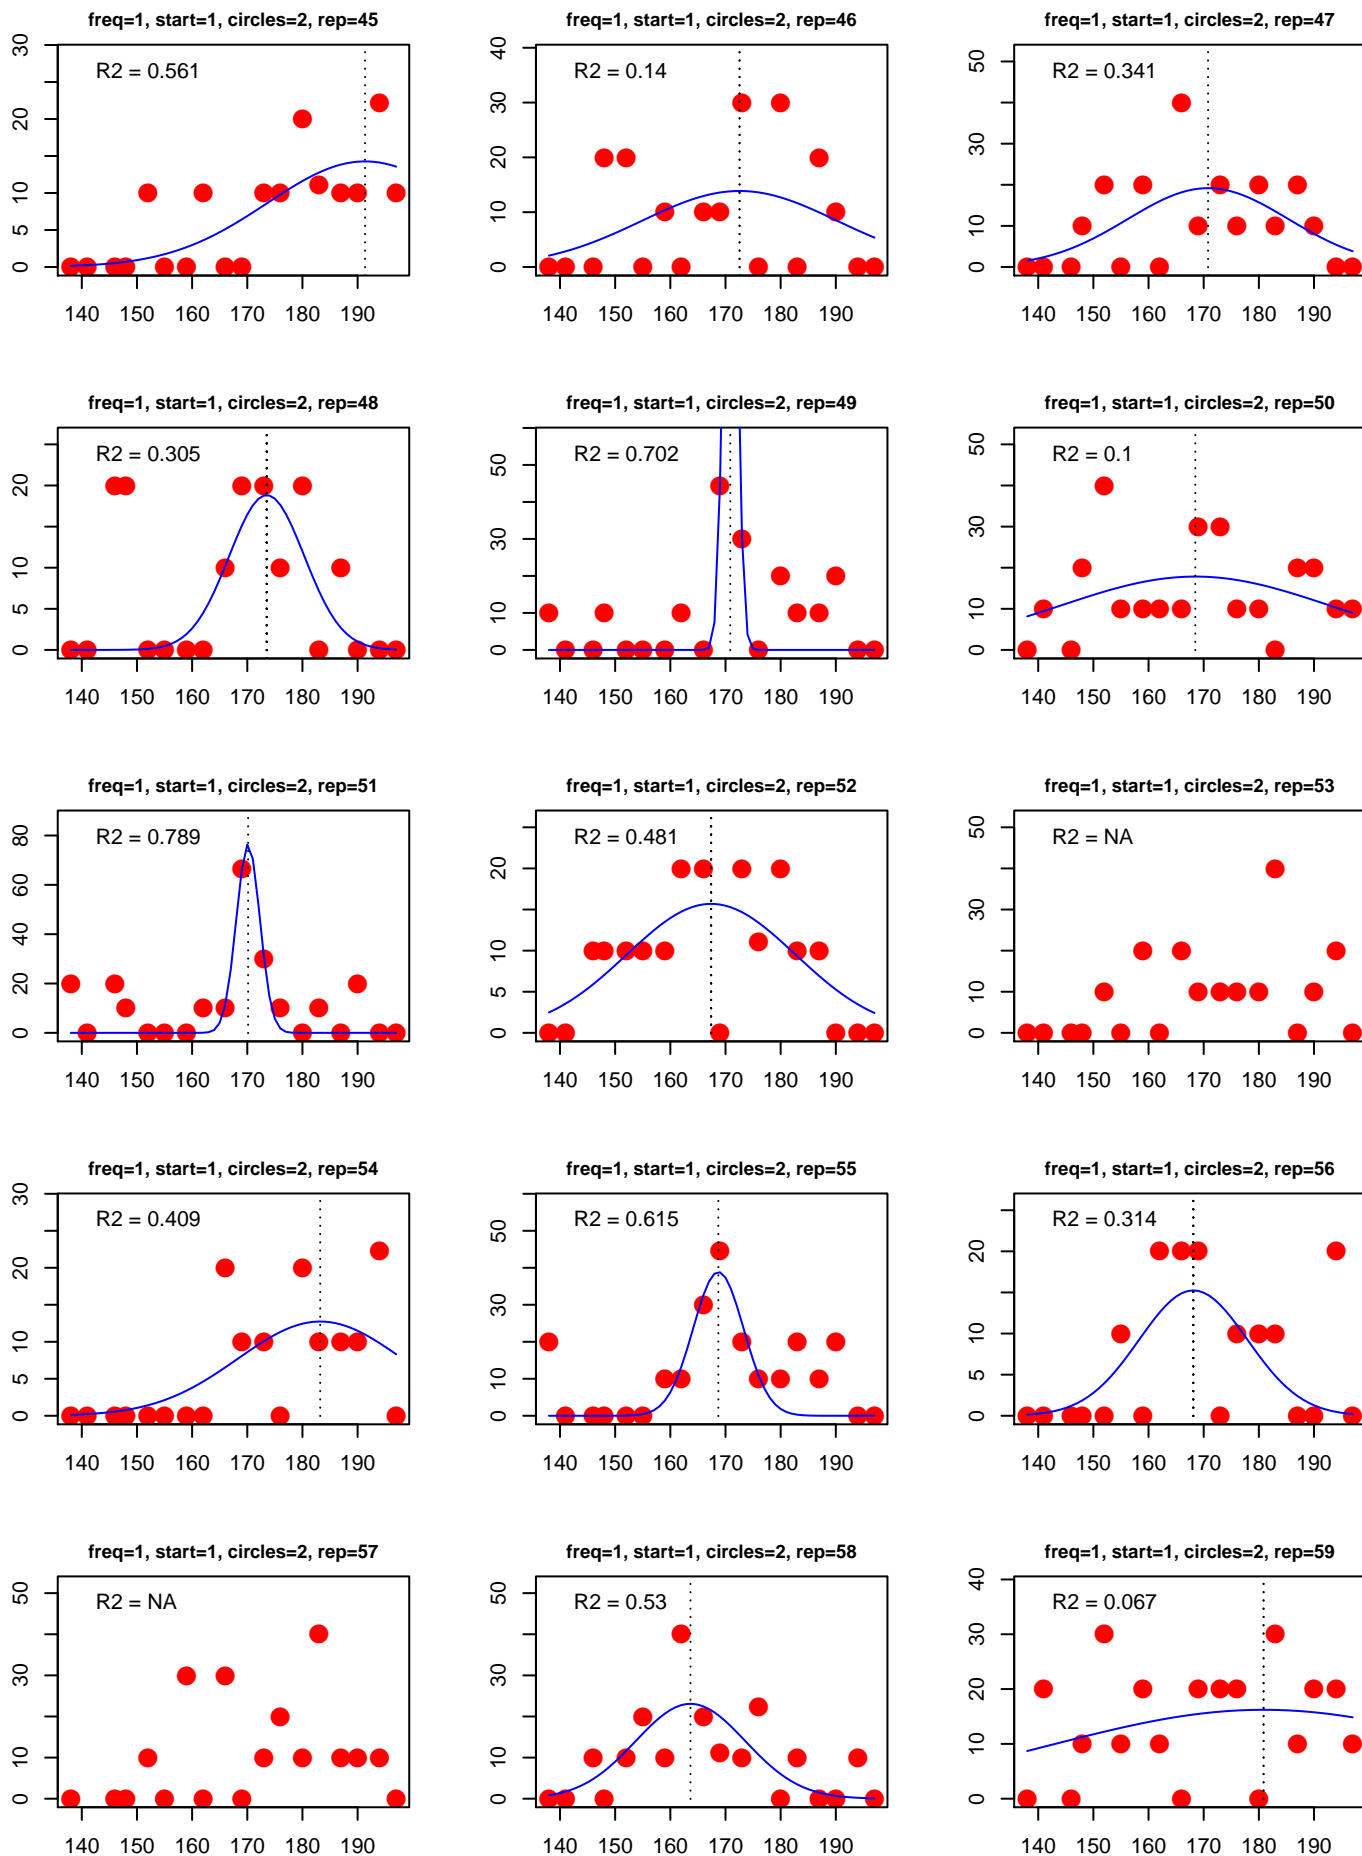 freq=1, start=1, circles=2, rep=45
R2 = 0.561
0 5 10 20 30
140 150 160 170 180 190
freq=1, start=1, circles=2, rep=46
R2 = 0.14
0 10 20 30 40
140 150 160 170 180 190
freq=1, start=1, circles=2, rep=47
R2 = 0.341
0 10 30 50
140 150 160 170 180 190
freq=1, start=1, circles=2, rep=48
R2 = 0.305
0 5 10 20
140 150 160 170 180 190
freq=1, start=1, circles=2, rep=49
R2 = 0.702
0 10 30 50
140 150 160 170 180 190
freq=1, start=1, circles=2, rep=50
R2 = 0.1
0 10 30 50
140 150 160 170 180 190
freq=1, start=1, circles=2, rep=51
R2 = 0.789
0 20 40 60 80
140 150 160 170 180 190
freq=1, start=1, circles=2, rep=52
R2 = 0.481
0 5 10 20
140 150 160 170 180 190
freq=1, start=1, circles=2, rep=53
R2 = NA
0 10 30 50
140 150 160 170 180 190
freq=1, start=1, circles=2, rep=54
R2 = 0.409
0 5 10 20 30
140 150 160 170 180 190
freq=1, start=1, circles=2, rep=55
R2 = 0.615
0 10 30 50
140 150 160 170 180 190
freq=1, start=1, circles=2, rep=56
R2 = 0.314
0 5 10 20
140 150 160 170 180 190
freq=1, start=1, circles=2, rep=57
R2 = NA
0 10 30 50
140 150 160 170 180 190
freq=1, start=1, circles=2, rep=58
R2 = 0.53
0 10 30 50
140 150 160 170 180 190
freq=1, start=1, circles=2, rep=59
R2 = 0.067
0 10 20 30 40
140 150 160 170 180 190